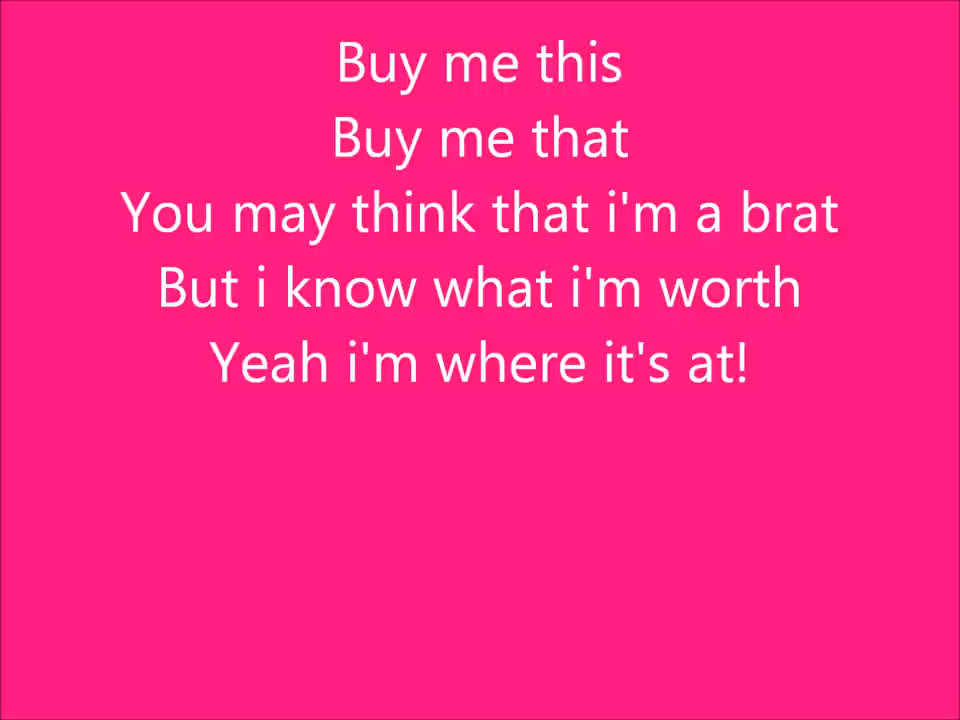 Buy me this
Buy me that
You may think that i'm a brat
But i know what i'm worth
Yeah i'm where it's at!